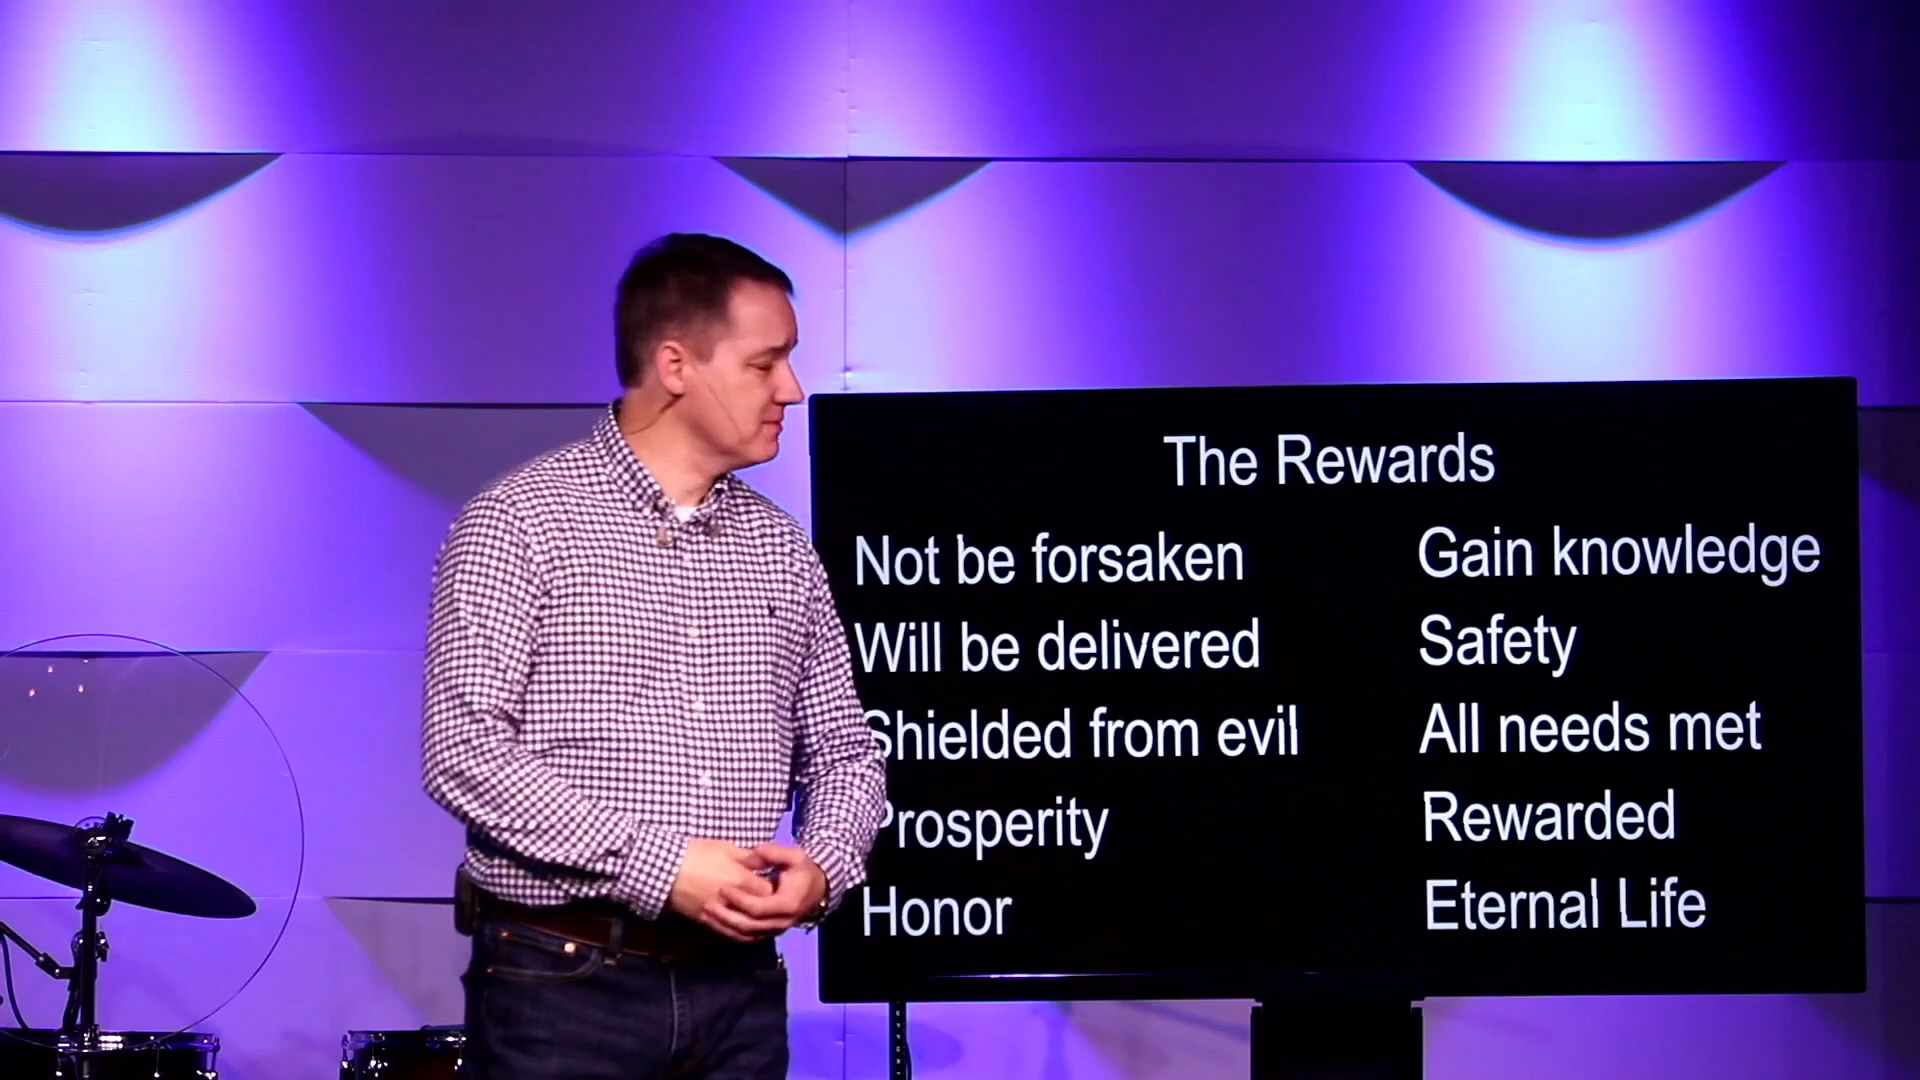 The Rewards
Not be forsaken
Will be delivered
Shielded from evil
Prosperity
Honor
Gain knowledge
Safety
All needs met
Rewarded
Eternal Life